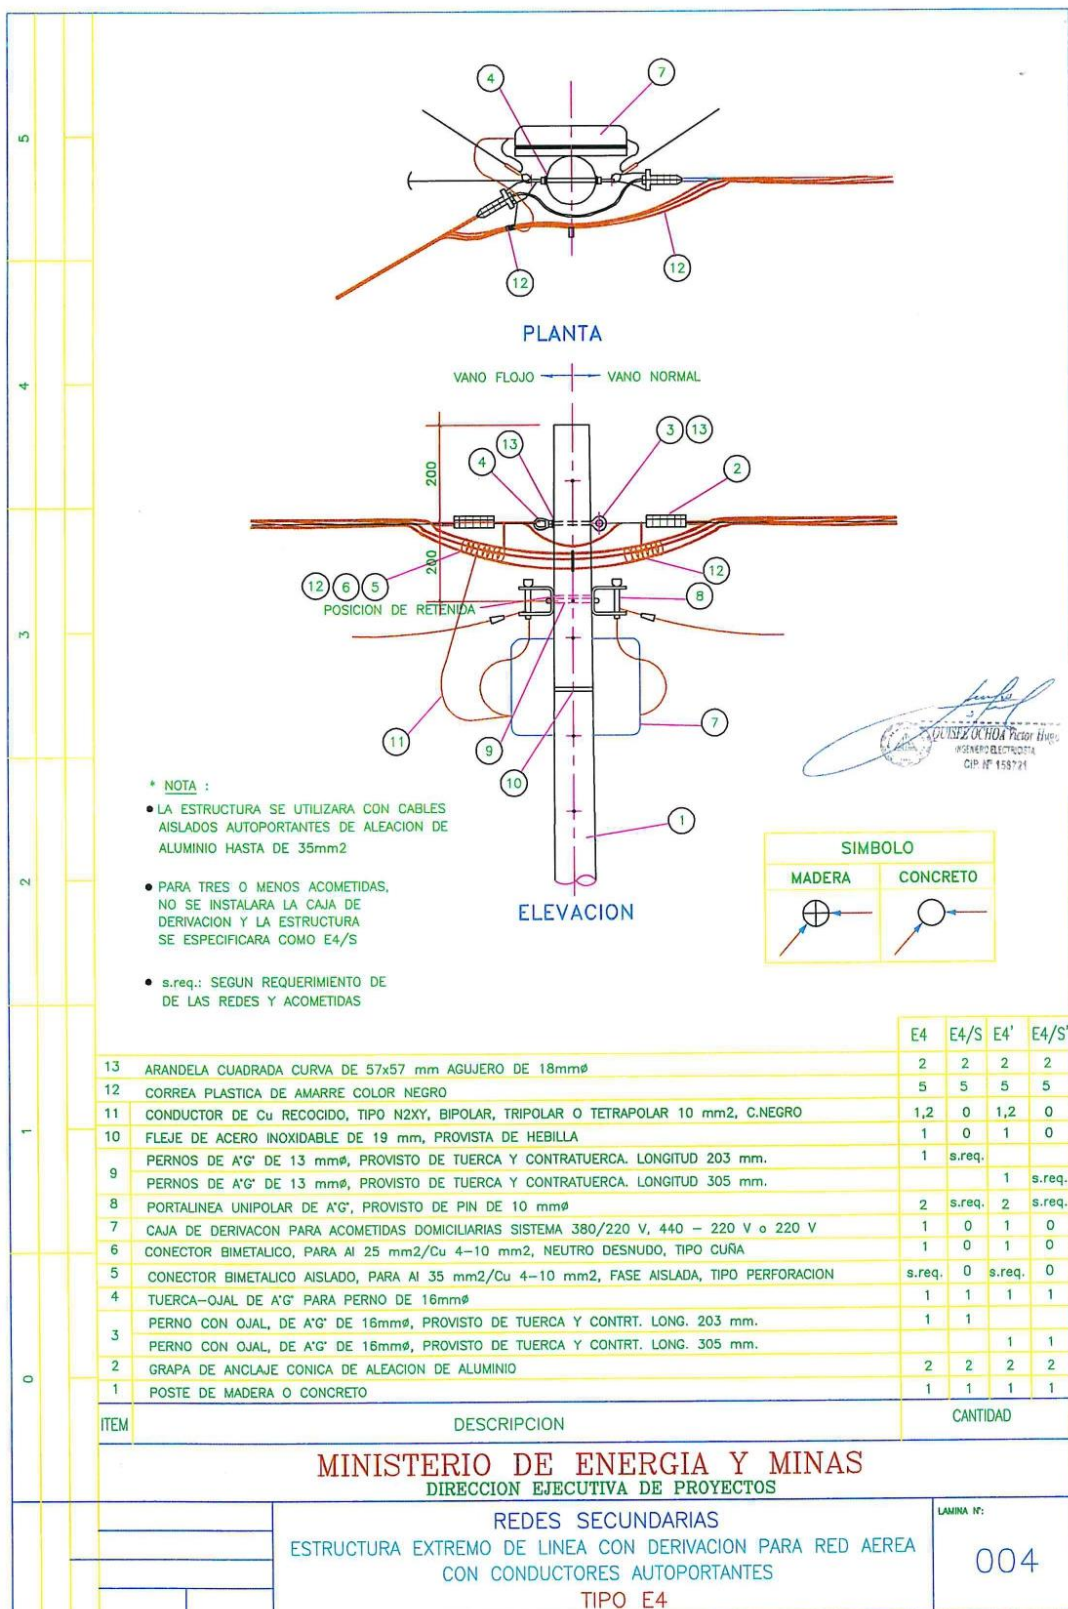 5
4
3
2
1
0
4
7
12
12
PLANTA
VANO FLOJO
VANO NORMAL
13
3
13
4
2
200
200
12
6
5
12
8
POSICION DE RETENIDA
11
9
7
10
1
* NOTA :
● LA ESTRUCTURA SE UTILIZARA CON CABLES
AISLADOS AUTOPORTANTES DE ALEACION DE
ALUMINIO HASTA DE 35mm2
● PARA TRES O MENOS ACOMETIDAS,
NO SE INSTALARA LA CAJA DE
DERIVACION Y LA ESTRUCTURA
SE ESPECIFICARA COMO E4/S
● s.req.: SEGUN REQUERIMIENTO DE
DE LAS REDES Y ACOMETIDAS
ELEVACION
QUISPE OCHOA Victor Hugo
INGENIERO ELECTRICISTA
CIP. Nº 158721
SIMBOLO
MADERA CONCRETO
E4 E4/S E4' E4/S'
13 ARANDELA CUADRADA CURVA DE 57x57 mm AGUJERO DE 18mmø 2 2 2 2
12 CORREA PLASTICA DE AMARRE COLOR NEGRO 5 5 5 5
11 CONDUCTOR DE Cu RECOCIDO, TIPO N2XY, BIPOLAR, TRIPOLAR O TETRAPOLAR 10 mm2, C.NEGRO 1,2 0 1,2 0
10 FLEJE DE ACERO INOXIDABLE DE 19 mm, PROVISTA DE HEBILLA 1 0 1 0
9 PERNOS DE A°G° DE 13 mmø, PROVISTO DE TUERCA Y CONTRATUERCA. LONGITUD 203 mm. 1 s.req.
PERNOS DE A°G° DE 13 mmø, PROVISTO DE TUERCA Y CONTRATUERCA. LONGITUD 305 mm. 1 s.req.
8 PORTALINEA UNIPOLAR DE A°G°, PROVISTO DE PIN DE 10 mmø 2 s.req. 2 s.req.
7 CAJA DE DERIVACON PARA ACOMETIDAS DOMICILIARIAS SISTEMA 380/220 V, 440 – 220 V o 220 V 1 0 1 0
6 CONECTOR BIMETALICO, PARA Al 25 mm2/Cu 4–10 mm2, NEUTRO DESNUDO, TIPO CUÑA 1 0 1 0
5 CONECTOR BIMETALICO AISLADO, PARA Al 35 mm2/Cu 4–10 mm2, FASE AISLADA, TIPO PERFORACION s.req. 0 s.req. 0
4 TUERCA–OJAL DE A°G° PARA PERNO DE 16mmø 1 1 1 1
3 PERNO CON OJAL, DE A°G° DE 16mmø, PROVISTO DE TUERCA Y CONTRT. LONG. 203 mm. 1 1
PERNO CON OJAL, DE A°G° DE 16mmø, PROVISTO DE TUERCA Y CONTRT. LONG. 305 mm. 1 1
2 GRAPA DE ANCLAJE CONICA DE ALEACION DE ALUMINIO 2 2 2 2
1 POSTE DE MADERA O CONCRETO 1 1 1 1
ITEM DESCRIPCION CANTIDAD
MINISTERIO DE ENERGIA Y MINAS
DIRECCION EJECUTIVA DE PROYECTOS
REDES SECUNDARIAS
ESTRUCTURA EXTREMO DE LINEA CON DERIVACION PARA RED AEREA
CON CONDUCTORES AUTOPORTANTES
TIPO E4
LAMINA Nº:
004